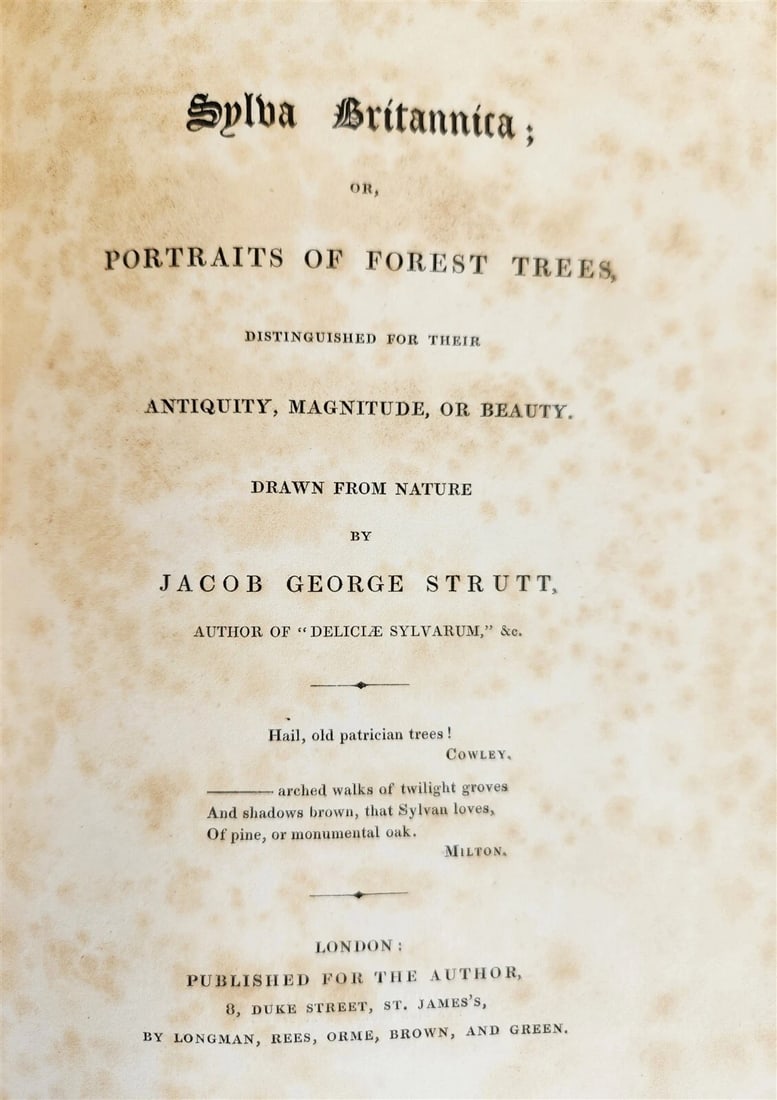 Sylva Britannica;
OR,
PORTRAITS OF FOREST TREES,
DISTINGUISHED FOR THEIR
ANTIQUITY, MAGNITUDE, OR BEAUTY.
DRAWN FROM NATURE
BY
JACOB GEORGE STRUTT,
AUTHOR OF “DELICIÆ SYLVARUM,” &c.
Hail, old patrician trees!
COWLEY.
——— arched walks of twilight groves
And shadows brown, that Sylvan loves,
Of pine, or monumental oak.
MILTON.
LONDON:
PUBLISHED FOR THE AUTHOR,
8, DUKE STREET, ST. JAMES'S,
BY LONGMAN, REES, ORME, BROWN, AND GREEN.